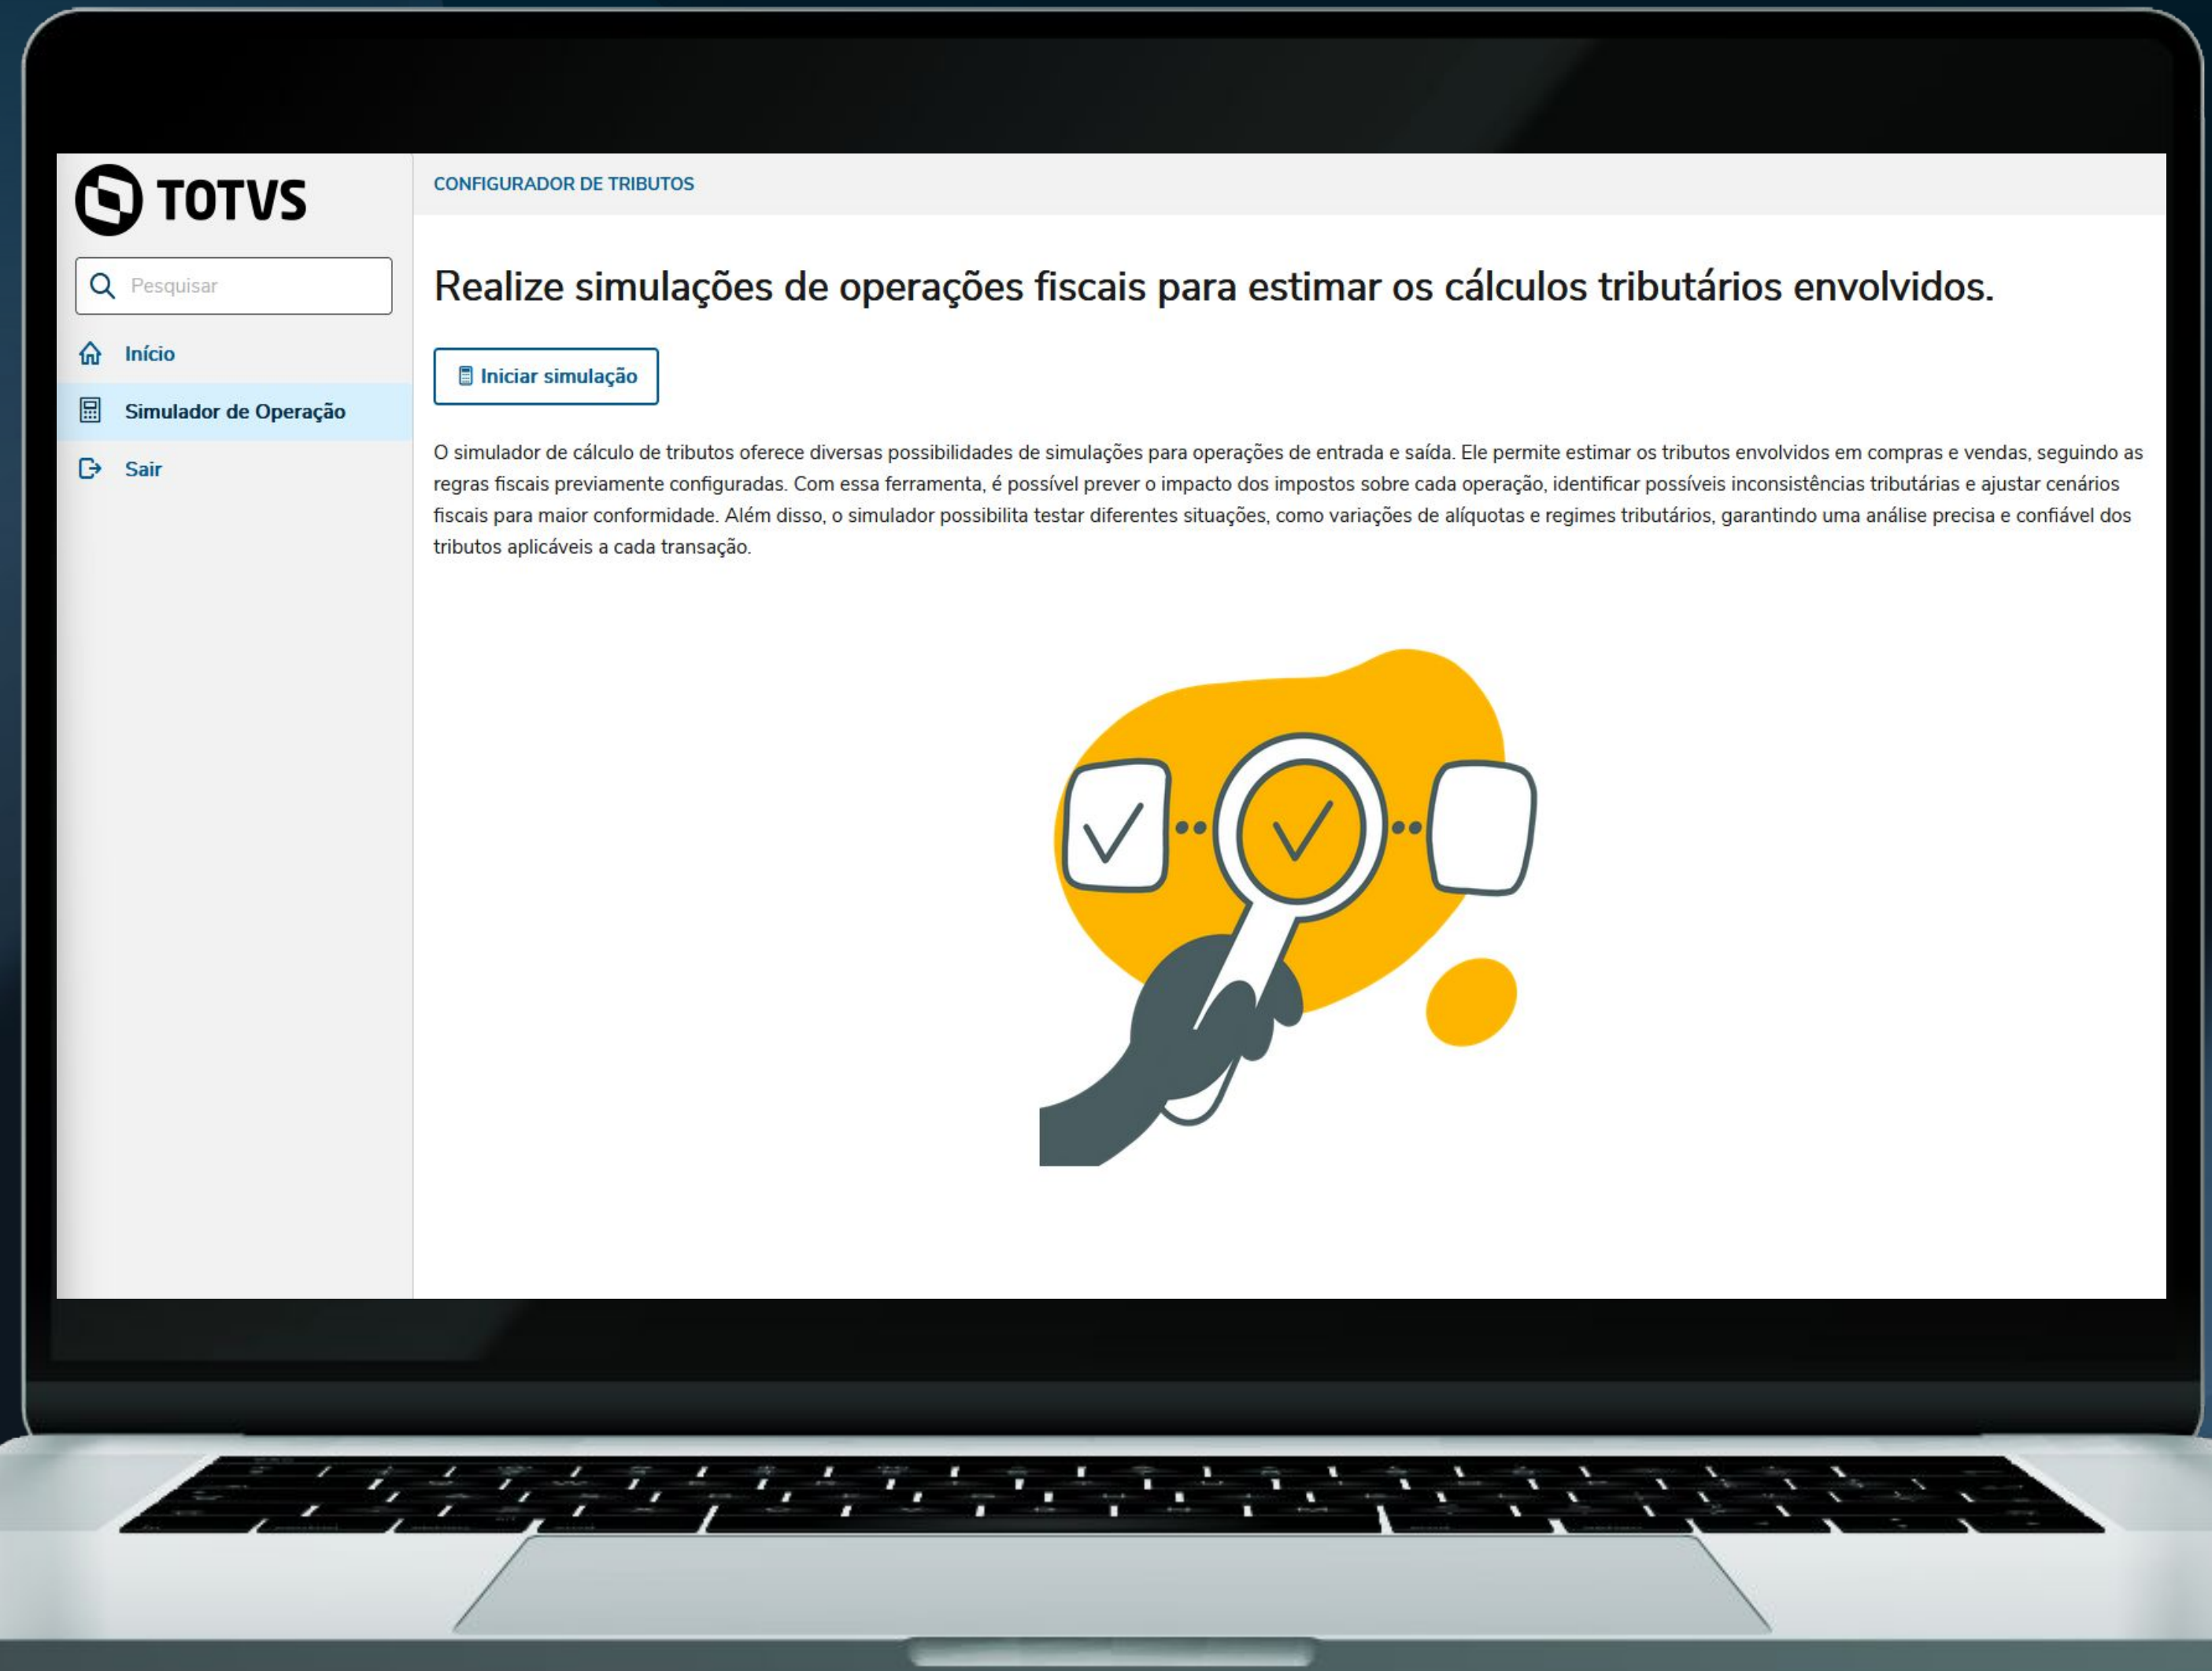 TOTVS
CONFIGURADOR DE TRIBUTOS
Pesquisar
Início
Simulador de Operação
Sair
Realize simulações de operações fiscais para estimar os cálculos tributários envolvidos.
Iniciar simulação
O simulador de cálculo de tributos oferece diversas possibilidades de simulações para operações de entrada e saída. Ele permite estimar os tributos envolvidos em compras e vendas, seguindo as
regras fiscais previamente configuradas. Com essa ferramenta, é possível prever o impacto dos impostos sobre cada operação, identificar possíveis inconsistências tributárias e ajustar cenários
fiscais para maior conformidade. Além disso, o simulador possibilita testar diferentes situações, como variações de alíquotas e regimes tributários, garantindo uma análise precisa e confiável dos
tributos aplicáveis a cada transação.